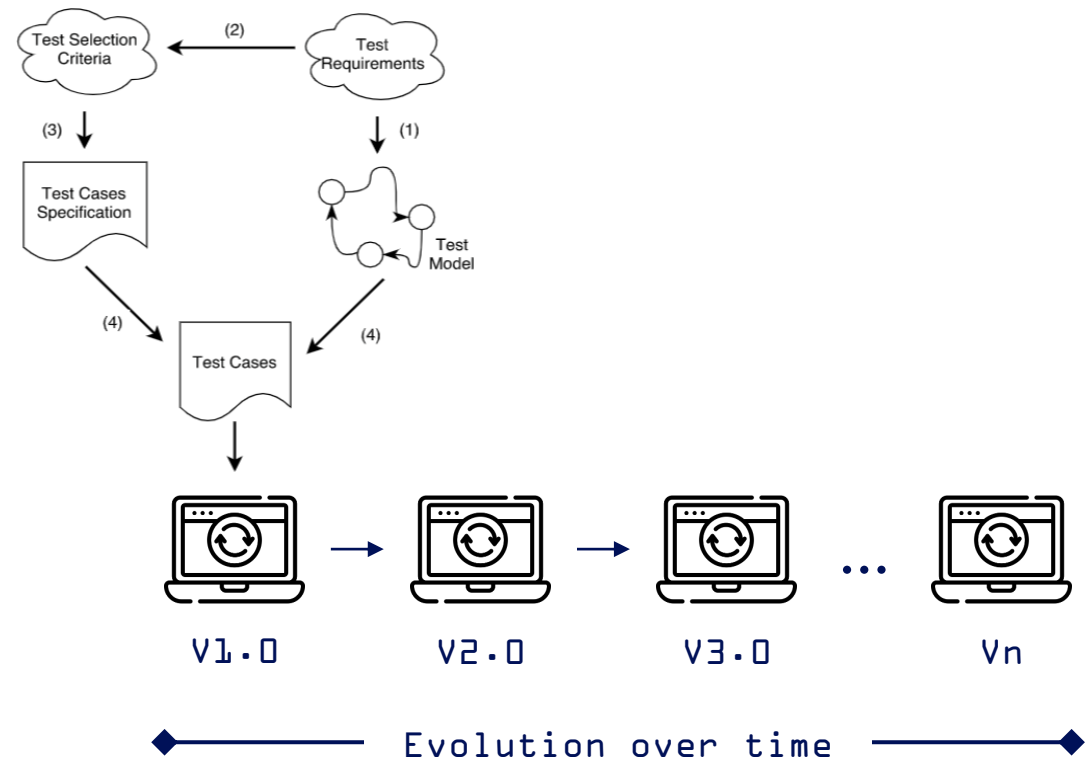 Test Selection
Criteria
(2)
Test
Requirements
(3)
(1)
Test Cases
Specification
Test
Model
(4)
(4)
Test Cases
V1.0
V2.0
V3.0
...
Vn
Evolution over time